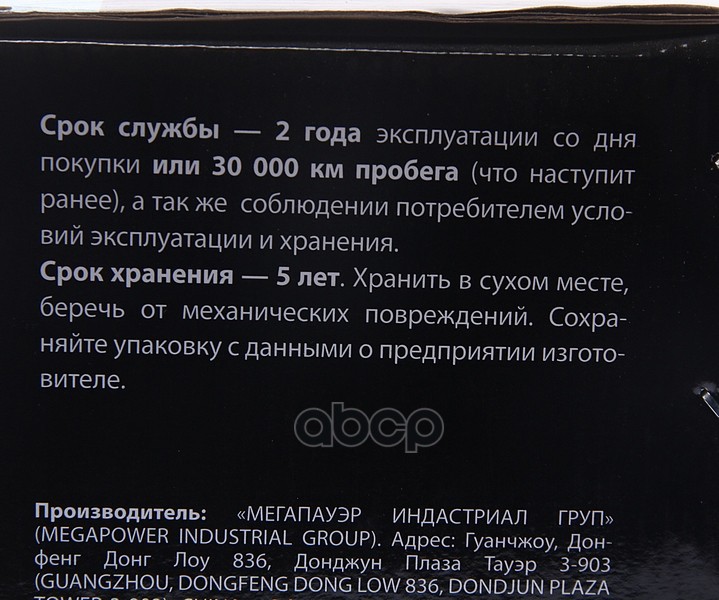 Срок службы — 2 года эксплуатации со дня
покупки или 30 000 км пробега (что наступит
ранее), а так же соблюдении потребителем усло-
вий эксплуатации и хранения.
Срок хранения — 5 лет. Хранить в сухом месте,
беречь от механических повреждений. Сохра-
няйте упаковку с данными о предприятии изгото-
вителе.
abcp
Производитель: «МЕГАПАУЭР ИНДАСТРИАЛ ГРУП»
(MEGAPOWER INDUSTRIAL GROUP). Адрес: Гуанчжоу, Дон-
фенг Донг Лоу 836, Донджун Плаза Тауэр 3-903
(GUANGZHOU, DONGFENG DONG LOW 836, DONDJUN PLAZA